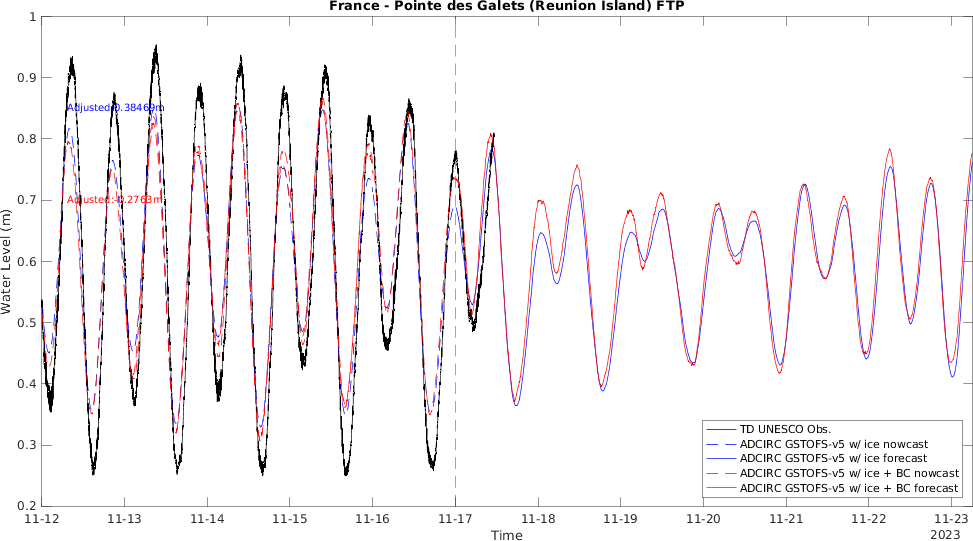 France - Pointe des Galets (Reunion Island) FTP
1
0.9
0.8
0.7
0.6
0.5
0.4
0.3
0.2
Water Level (m)
Adjusted:0.38469m
Adjusted:-0.2763m
TD UNESCO Obs.
ADCIRC GSTOFS-v5 w/ ice nowcast
ADCIRC GSTOFS-v5 w/ ice forecast
ADCIRC GSTOFS-v5 w/ ice + BC nowcast
ADCIRC GSTOFS-v5 w/ ice + BC forecast
11-12 11-13 11-14 11-15 11-16 11-17 11-18 11-19 11-20 11-21 11-22 11-23
2023
Time